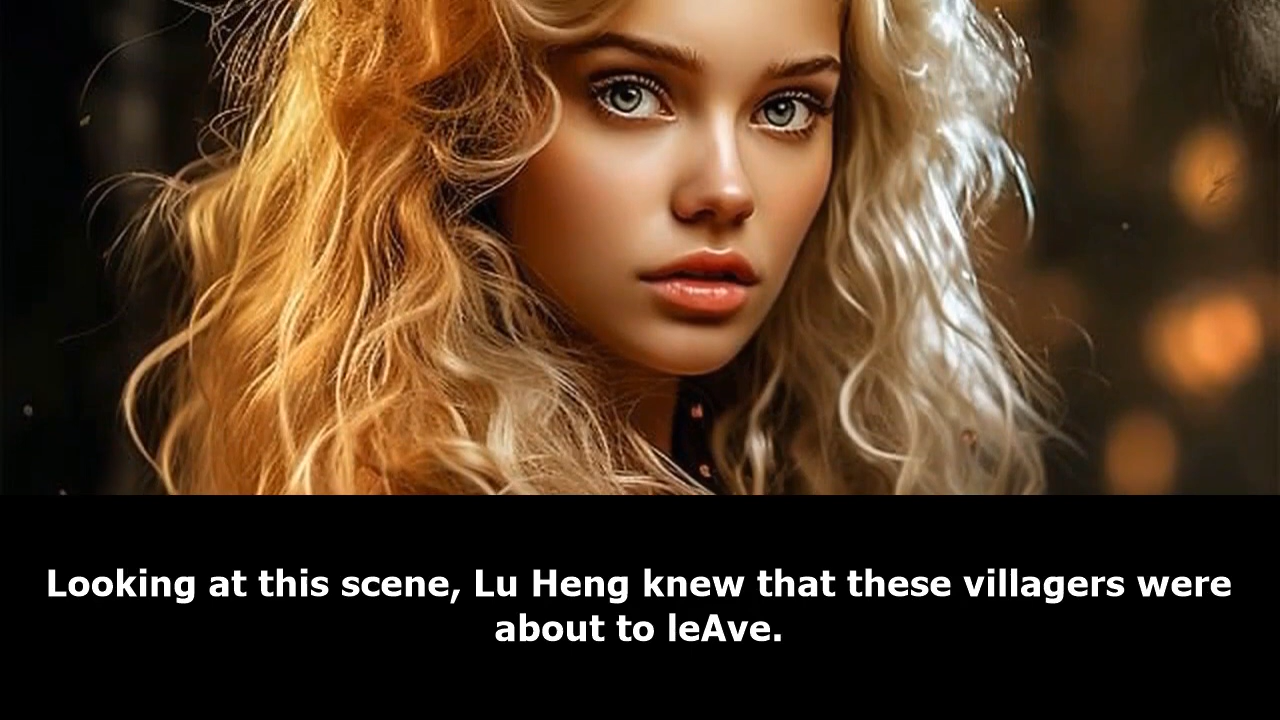 Looking at this scene, Lu Heng knew that these villagers were
about to leAve.